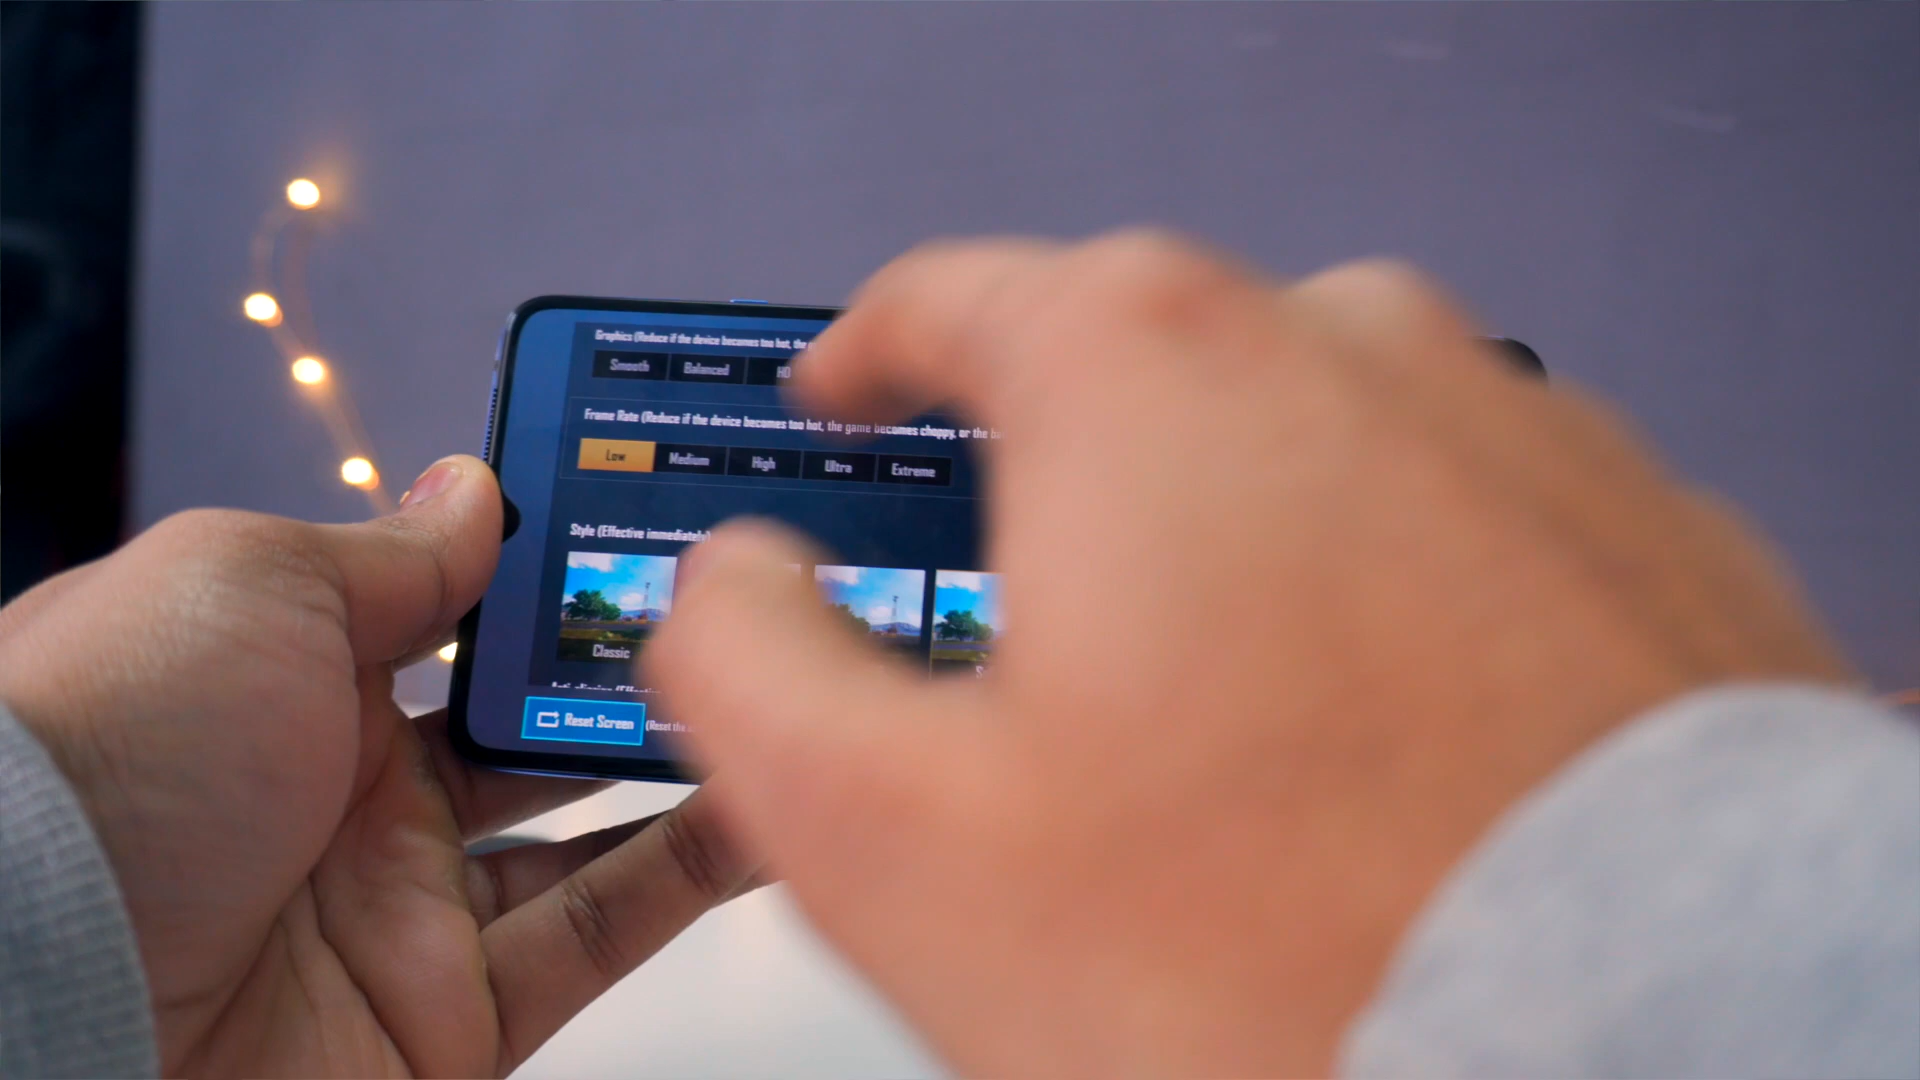 Graphics (Reduce if the device becomes too hot, the
Smooth Balanced HD
Frame Rate (Reduce if the device becomes too hot, the game becomes choppy, or the
Low Medium High Ultra Extreme
Style (Effective immediately)
Classic
Reset Screen (Reset the